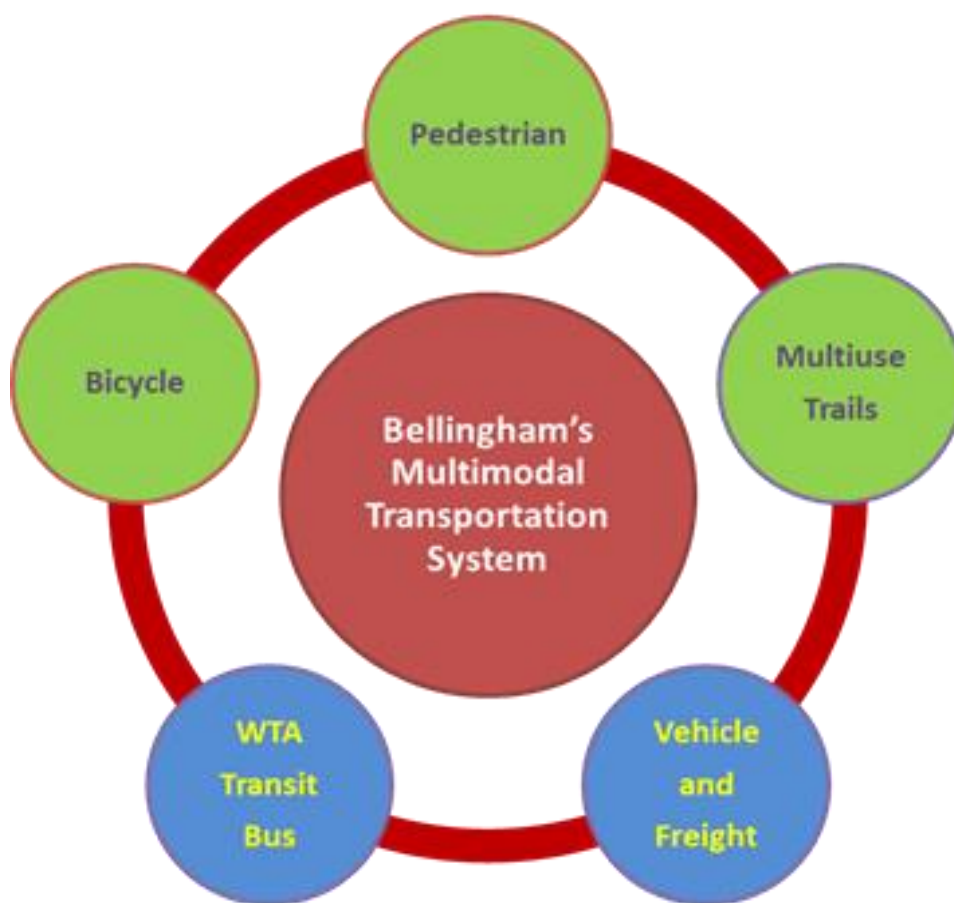 Pedestrian
Bicycle
Multiuse
Trails
Bellingham’s
Multimodal
Transportation
System
WTA
Transit
Bus
Vehicle
and
Freight